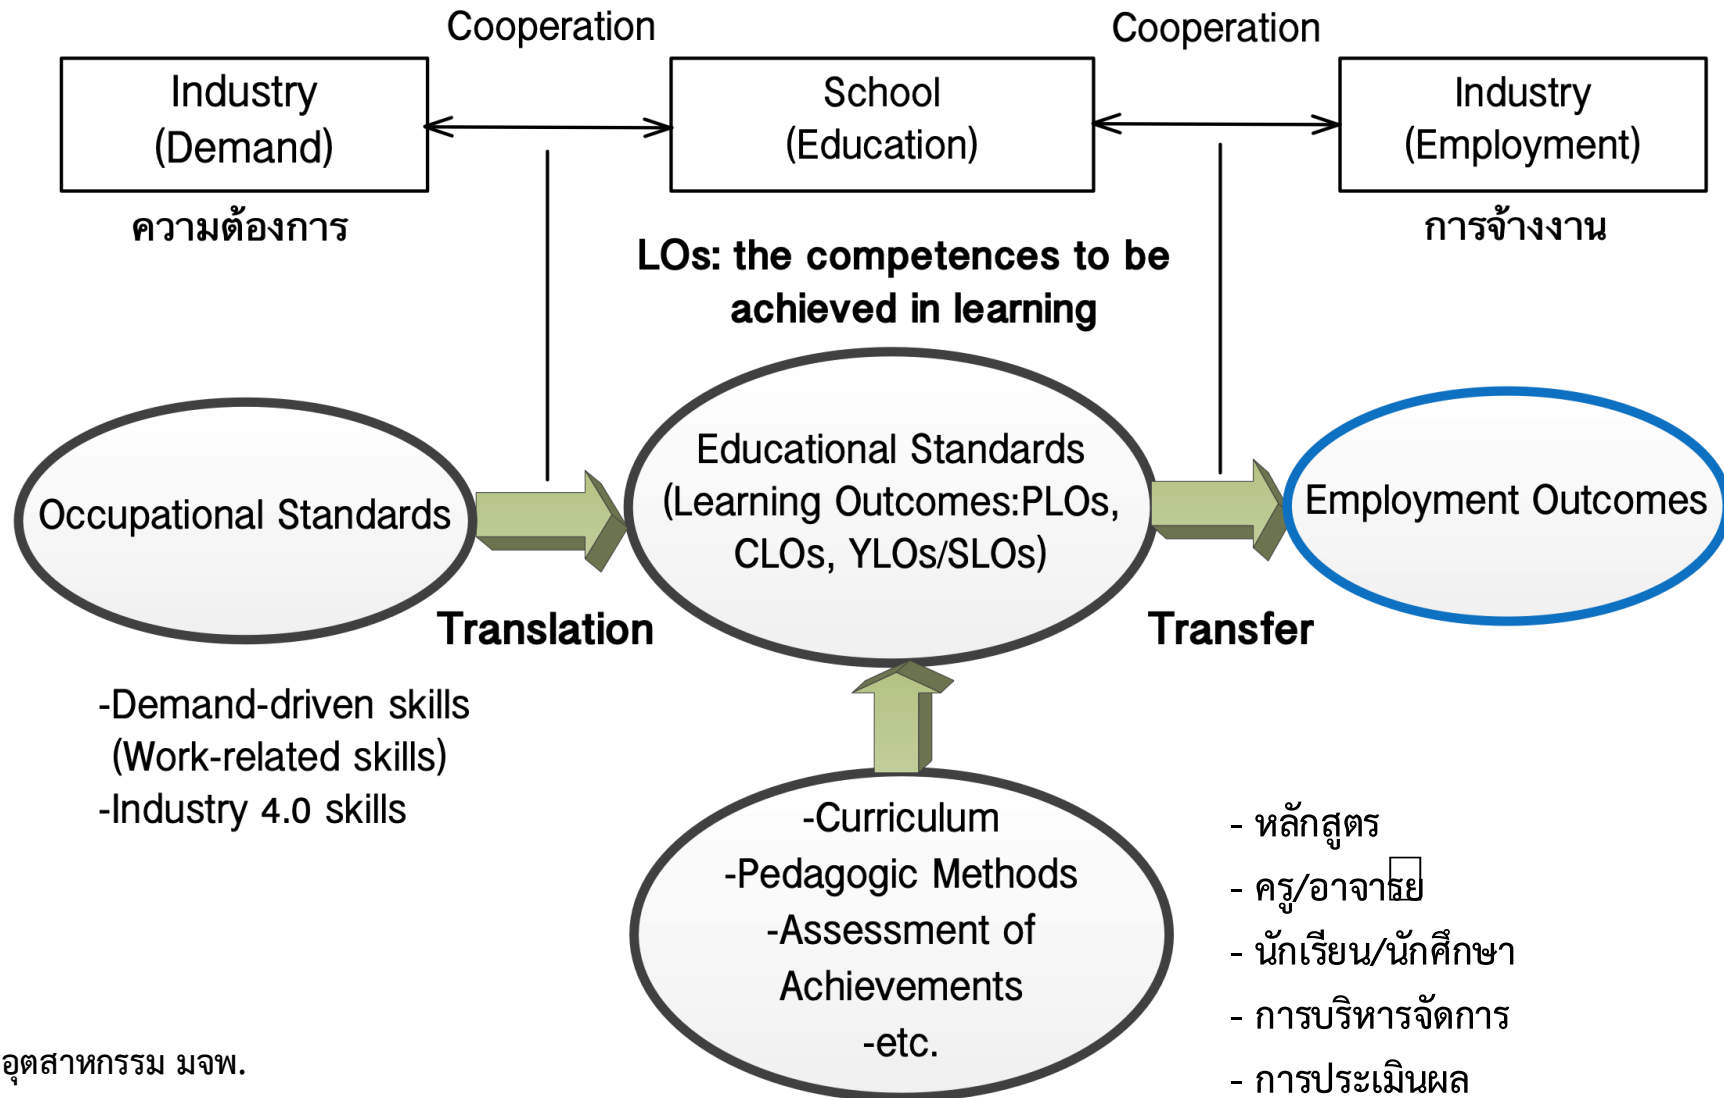 Cooperation
Cooperation
Industry
(Demand)
School
(Education)
Industry
(Employment)
ความต้องการ
การจ้างงาน
LOs: the competences to be
achieved in learning
Occupational Standards
Educational Standards
(Learning Outcomes:PLOs,
CLOs, YLOs/SLOs)
Employment Outcomes
Translation
Transfer
-Demand-driven skills
(Work-related skills)
-Industry 4.0 skills
-Curriculum
-Pedagogic Methods
-Assessment of
Achievements
-etc.
- หลักสูตร
- ครู/อาจารย
- นักเรียน/นักศึกษา
- การบริหารจัดการ
- การประเมินผล
อุตสาหกรรม มจพ.